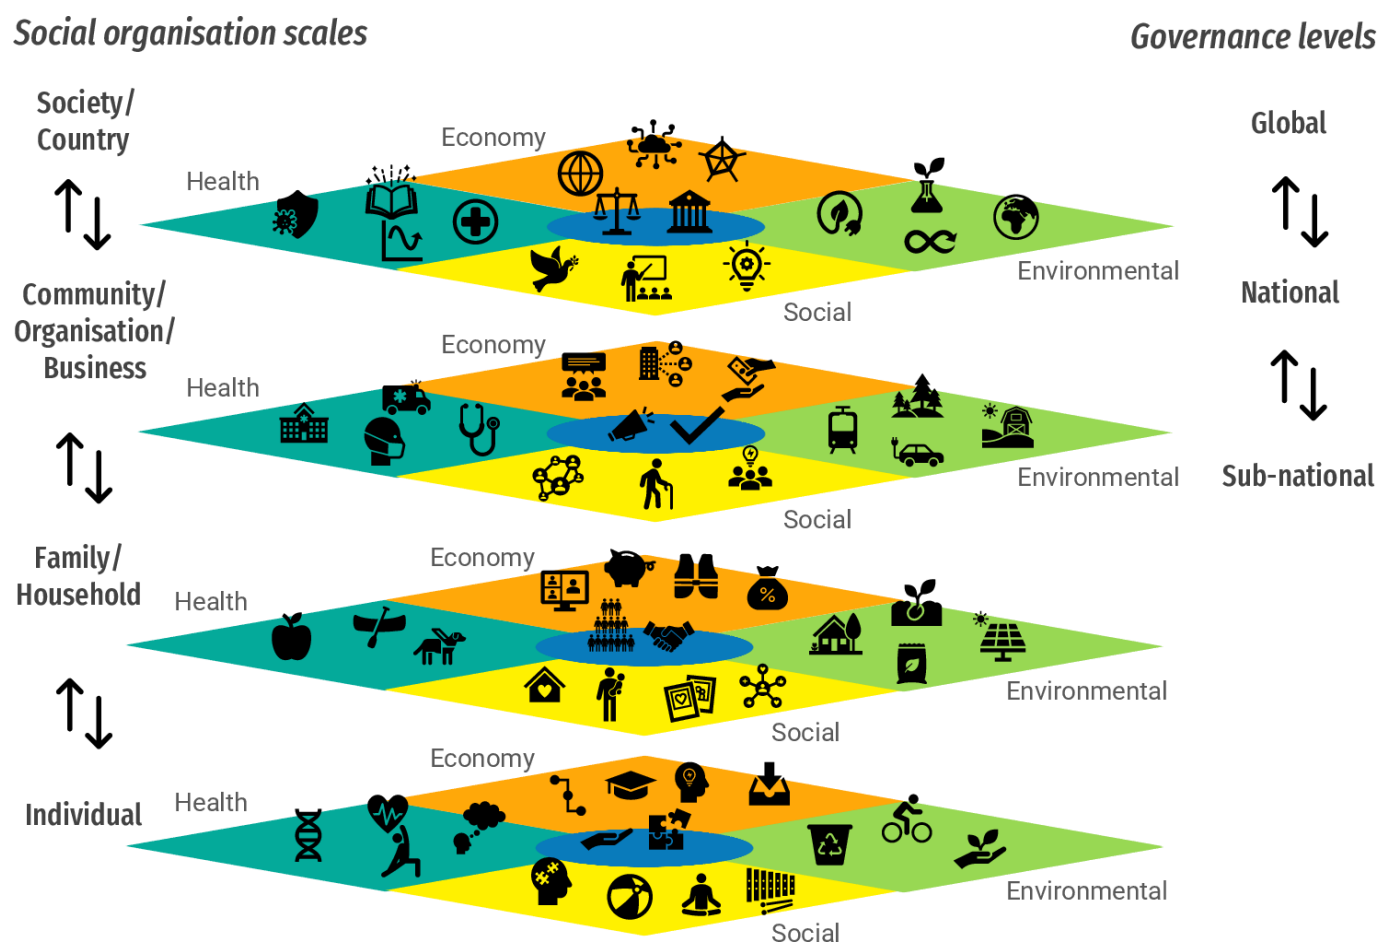 Social organisation scales
Governance levels
Society/
Country
Global
Economy
Health
Environmental
Social
Community/
Organisation/
Business
National
Economy
Health
Environmental
Social
Sub-national
Family/
Household
Economy
Health
%
Environmental
Social
Individual
Economy
Health
Environmental
Social